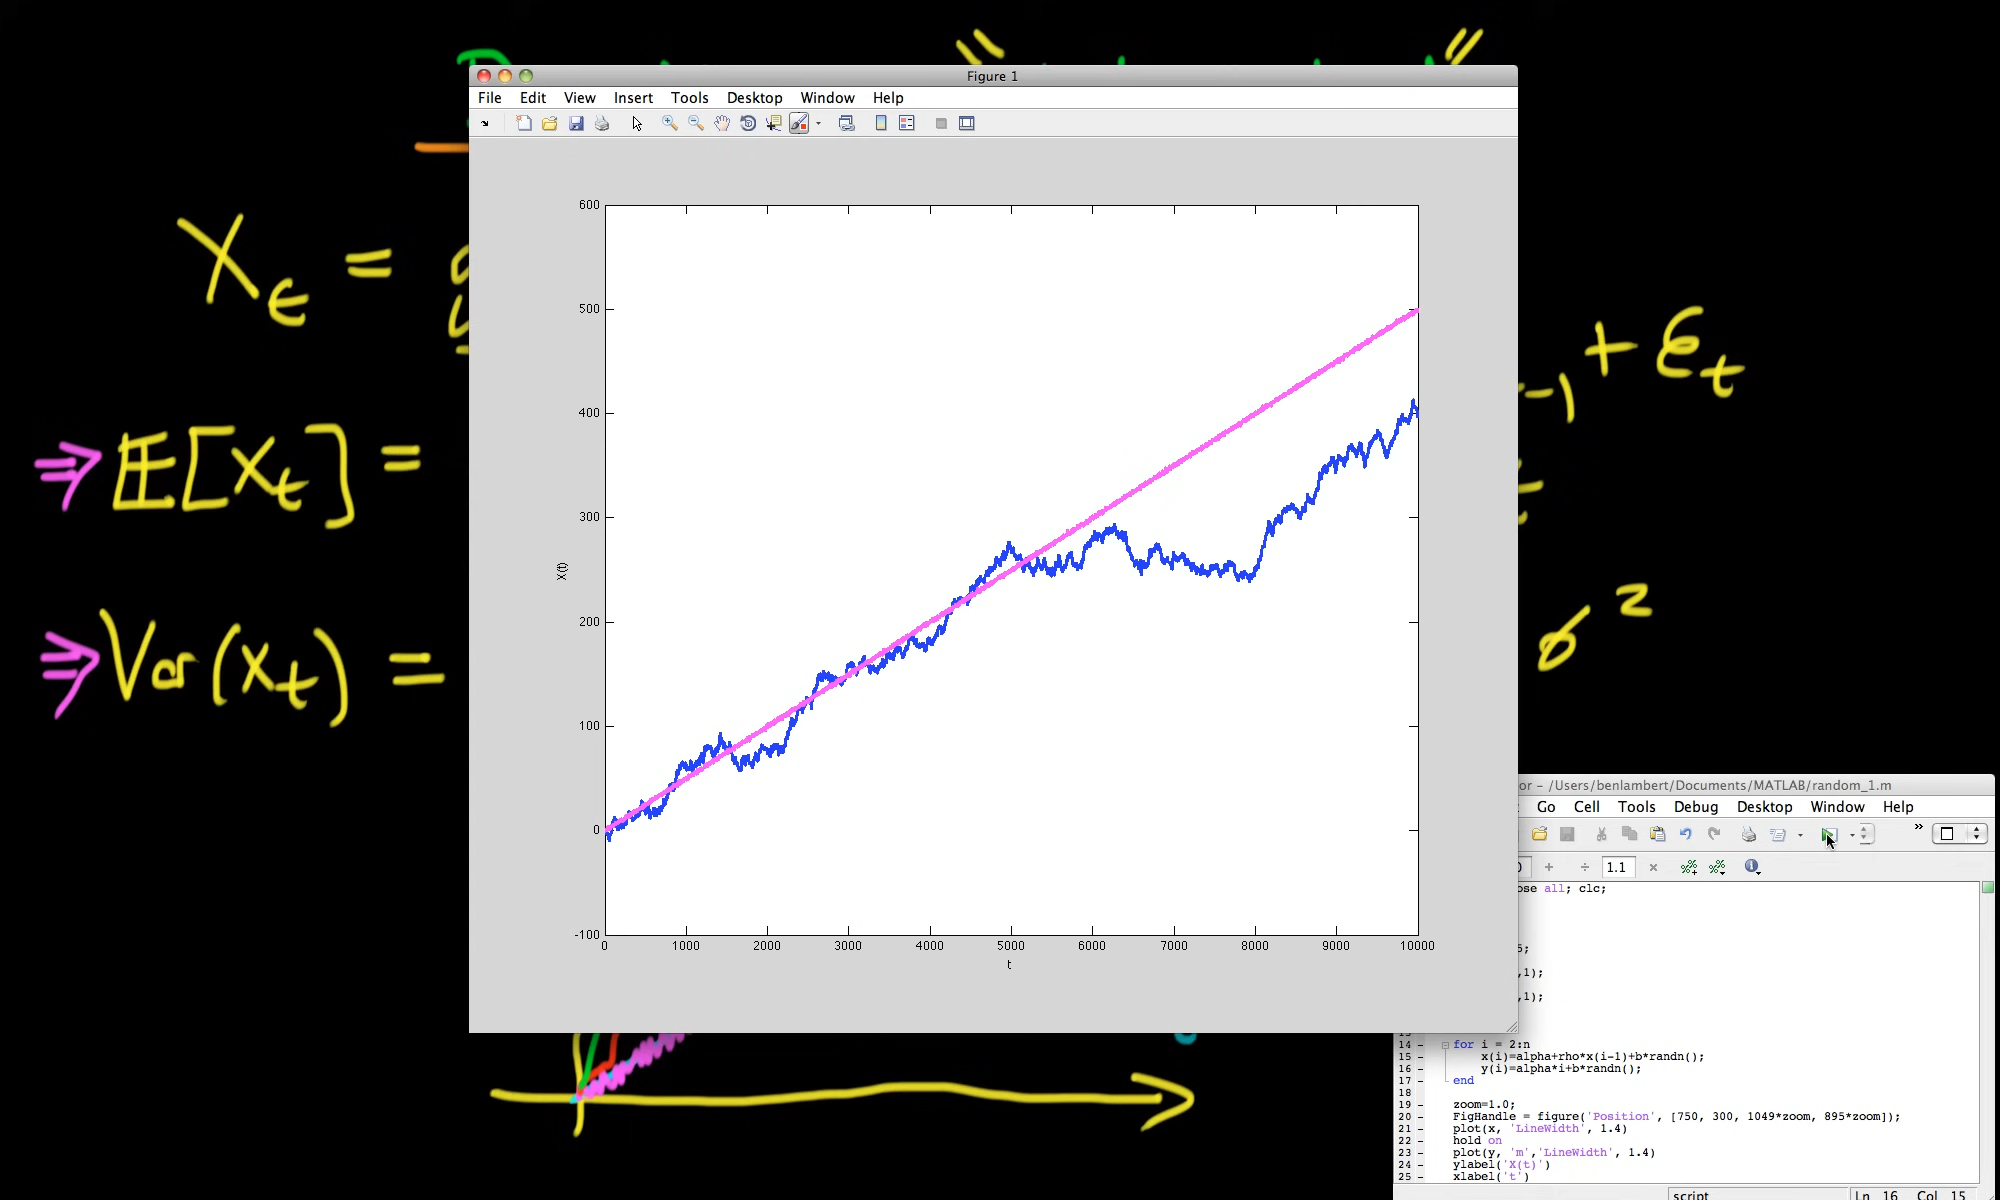 Figure 1
File Edit View Insert Tools Desktop Window Help
600
500
400
300
200
100
0
-100
X(t)
0 1000 2000 3000 4000 5000 6000 7000 8000 9000 10000
t
Xt =
-1 + Et
⇒ E[Xt] =
⇒ Var(Xt) =
σ²
or - /Users/benlambert/Documents/MATLAB/random_1.m
Go Cell Tools Debug Desktop Window Help
+ ÷ 1.1 ×
ose all; clc;
5;
,1);
,1);
14 - for i = 2:n
15 - x(i)=alpha+rho*x(i-1)+b*randn();
16 - y(i)=alpha*i+b*randn();
17 - end
18
19 - zoom=1.0;
20 - FigHandle = figure('Position', [750, 300, 1049*zoom, 895*zoom]);
21 - plot(x, 'LineWidth', 1.4)
22 - hold on
23 - plot(y, 'm','LineWidth', 1.4)
24 - ylabel('X(t)')
25 - xlabel('t')
script Ln 16 Col 15